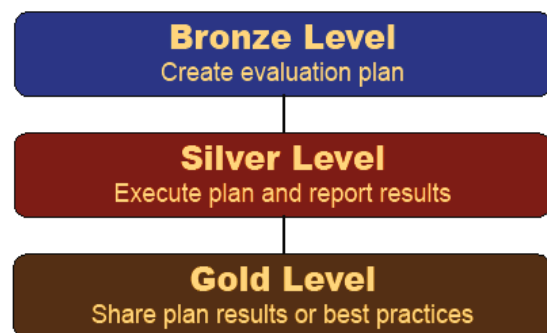 Bronze Level
Create evaluation plan
Silver Level
Execute plan and report results
Gold Level
Share plan results or best practices